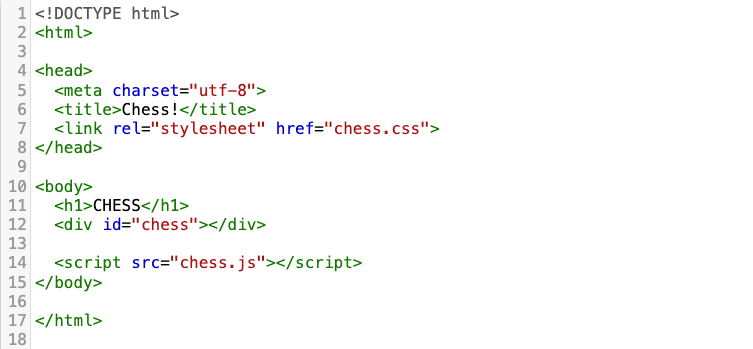 1 <!DOCTYPE html>
2 <html>
3
4 <head>
5   <meta charset="utf-8">
6   <title>Chess!</title>
7   <link rel="stylesheet" href="chess.css">
8 </head>
9
10 <body>
11   <h1>CHESS</h1>
12   <div id="chess"></div>
13
14   <script src="chess.js"></script>
15 </body>
16
17 </html>
18